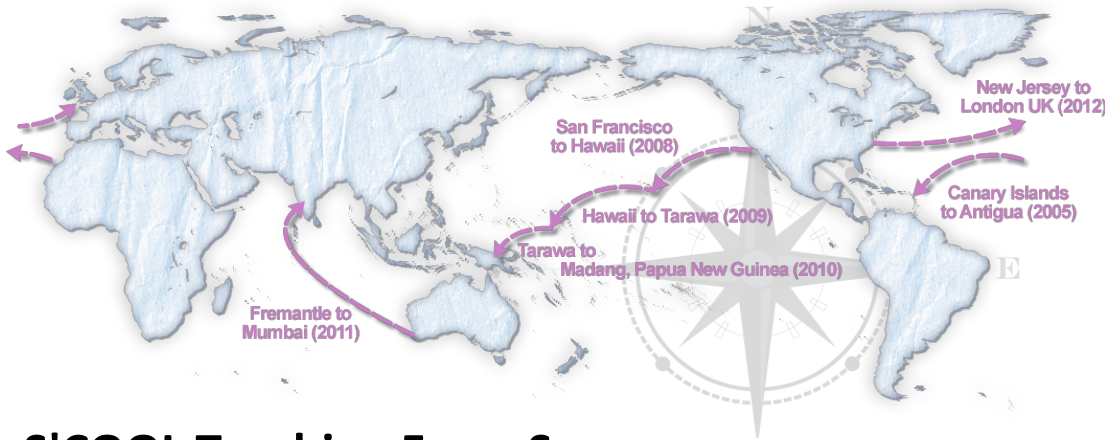 N
New Jersey to
London UK (2012)
San Francisco
to Hawaii (2008)
Canary Islands
to Antigua (2005)
Hawaii to Tarawa (2009)
Tarawa to
Madang, Papua New Guinea (2010)
E
Fremantle to
Mumbai (2011)